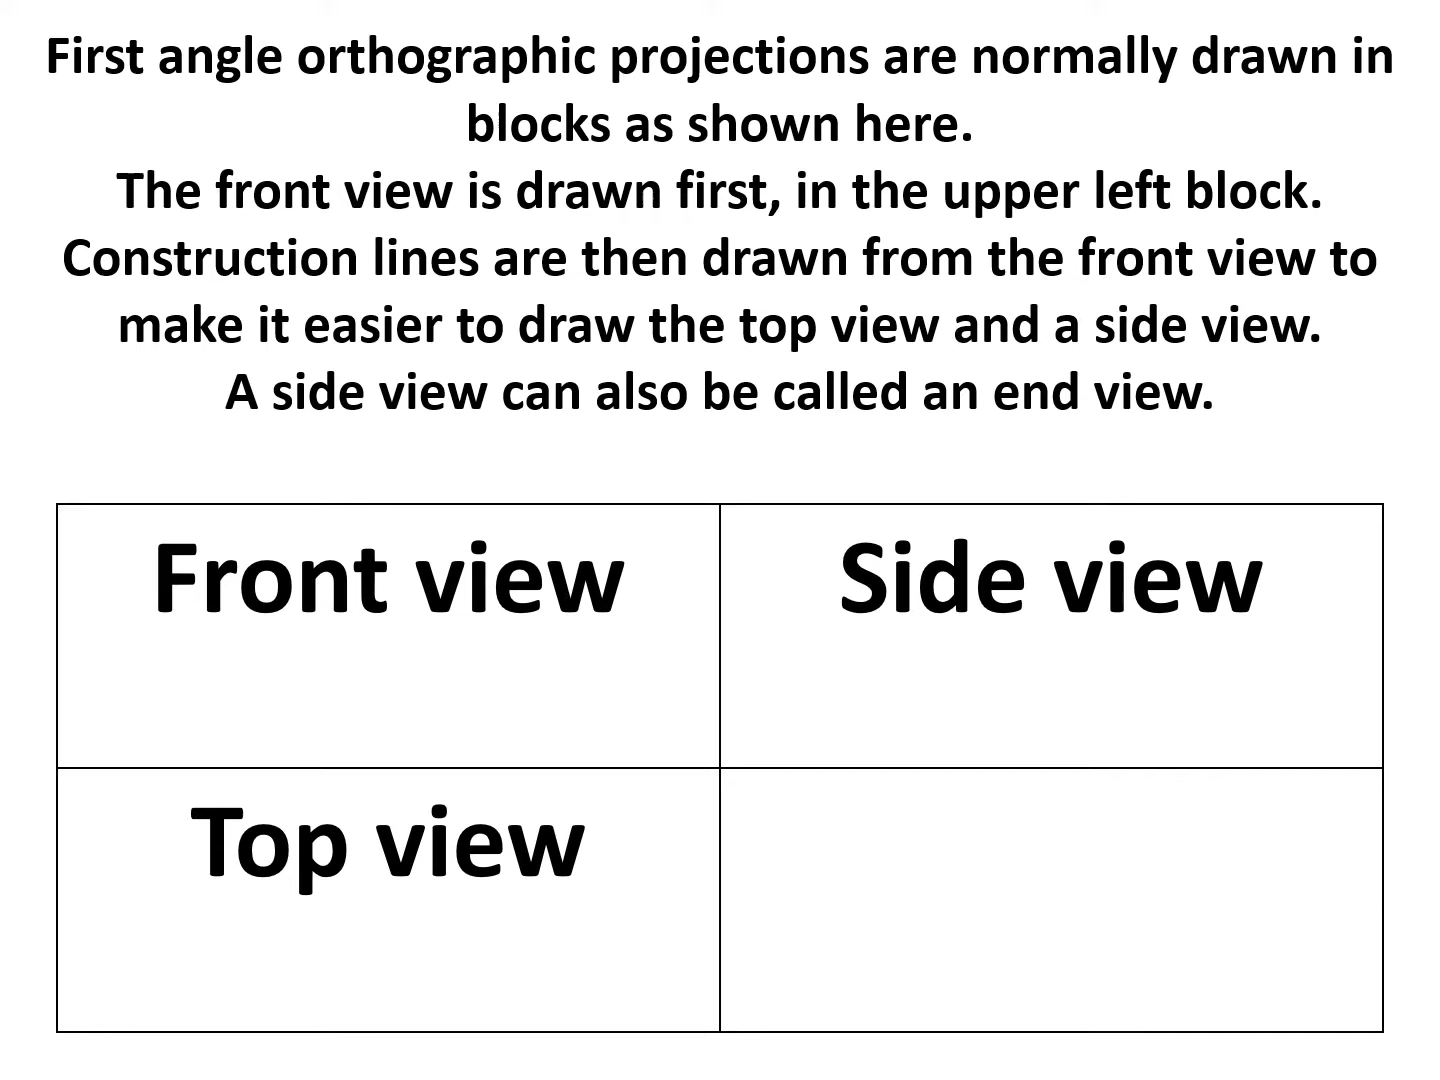 First angle orthographic projections are normally drawn in
blocks as shown here.
The front view is drawn first, in the upper left block.
Construction lines are then drawn from the front view to
make it easier to draw the top view and a side view.
A side view can also be called an end view.
Front view
Side view
Top view